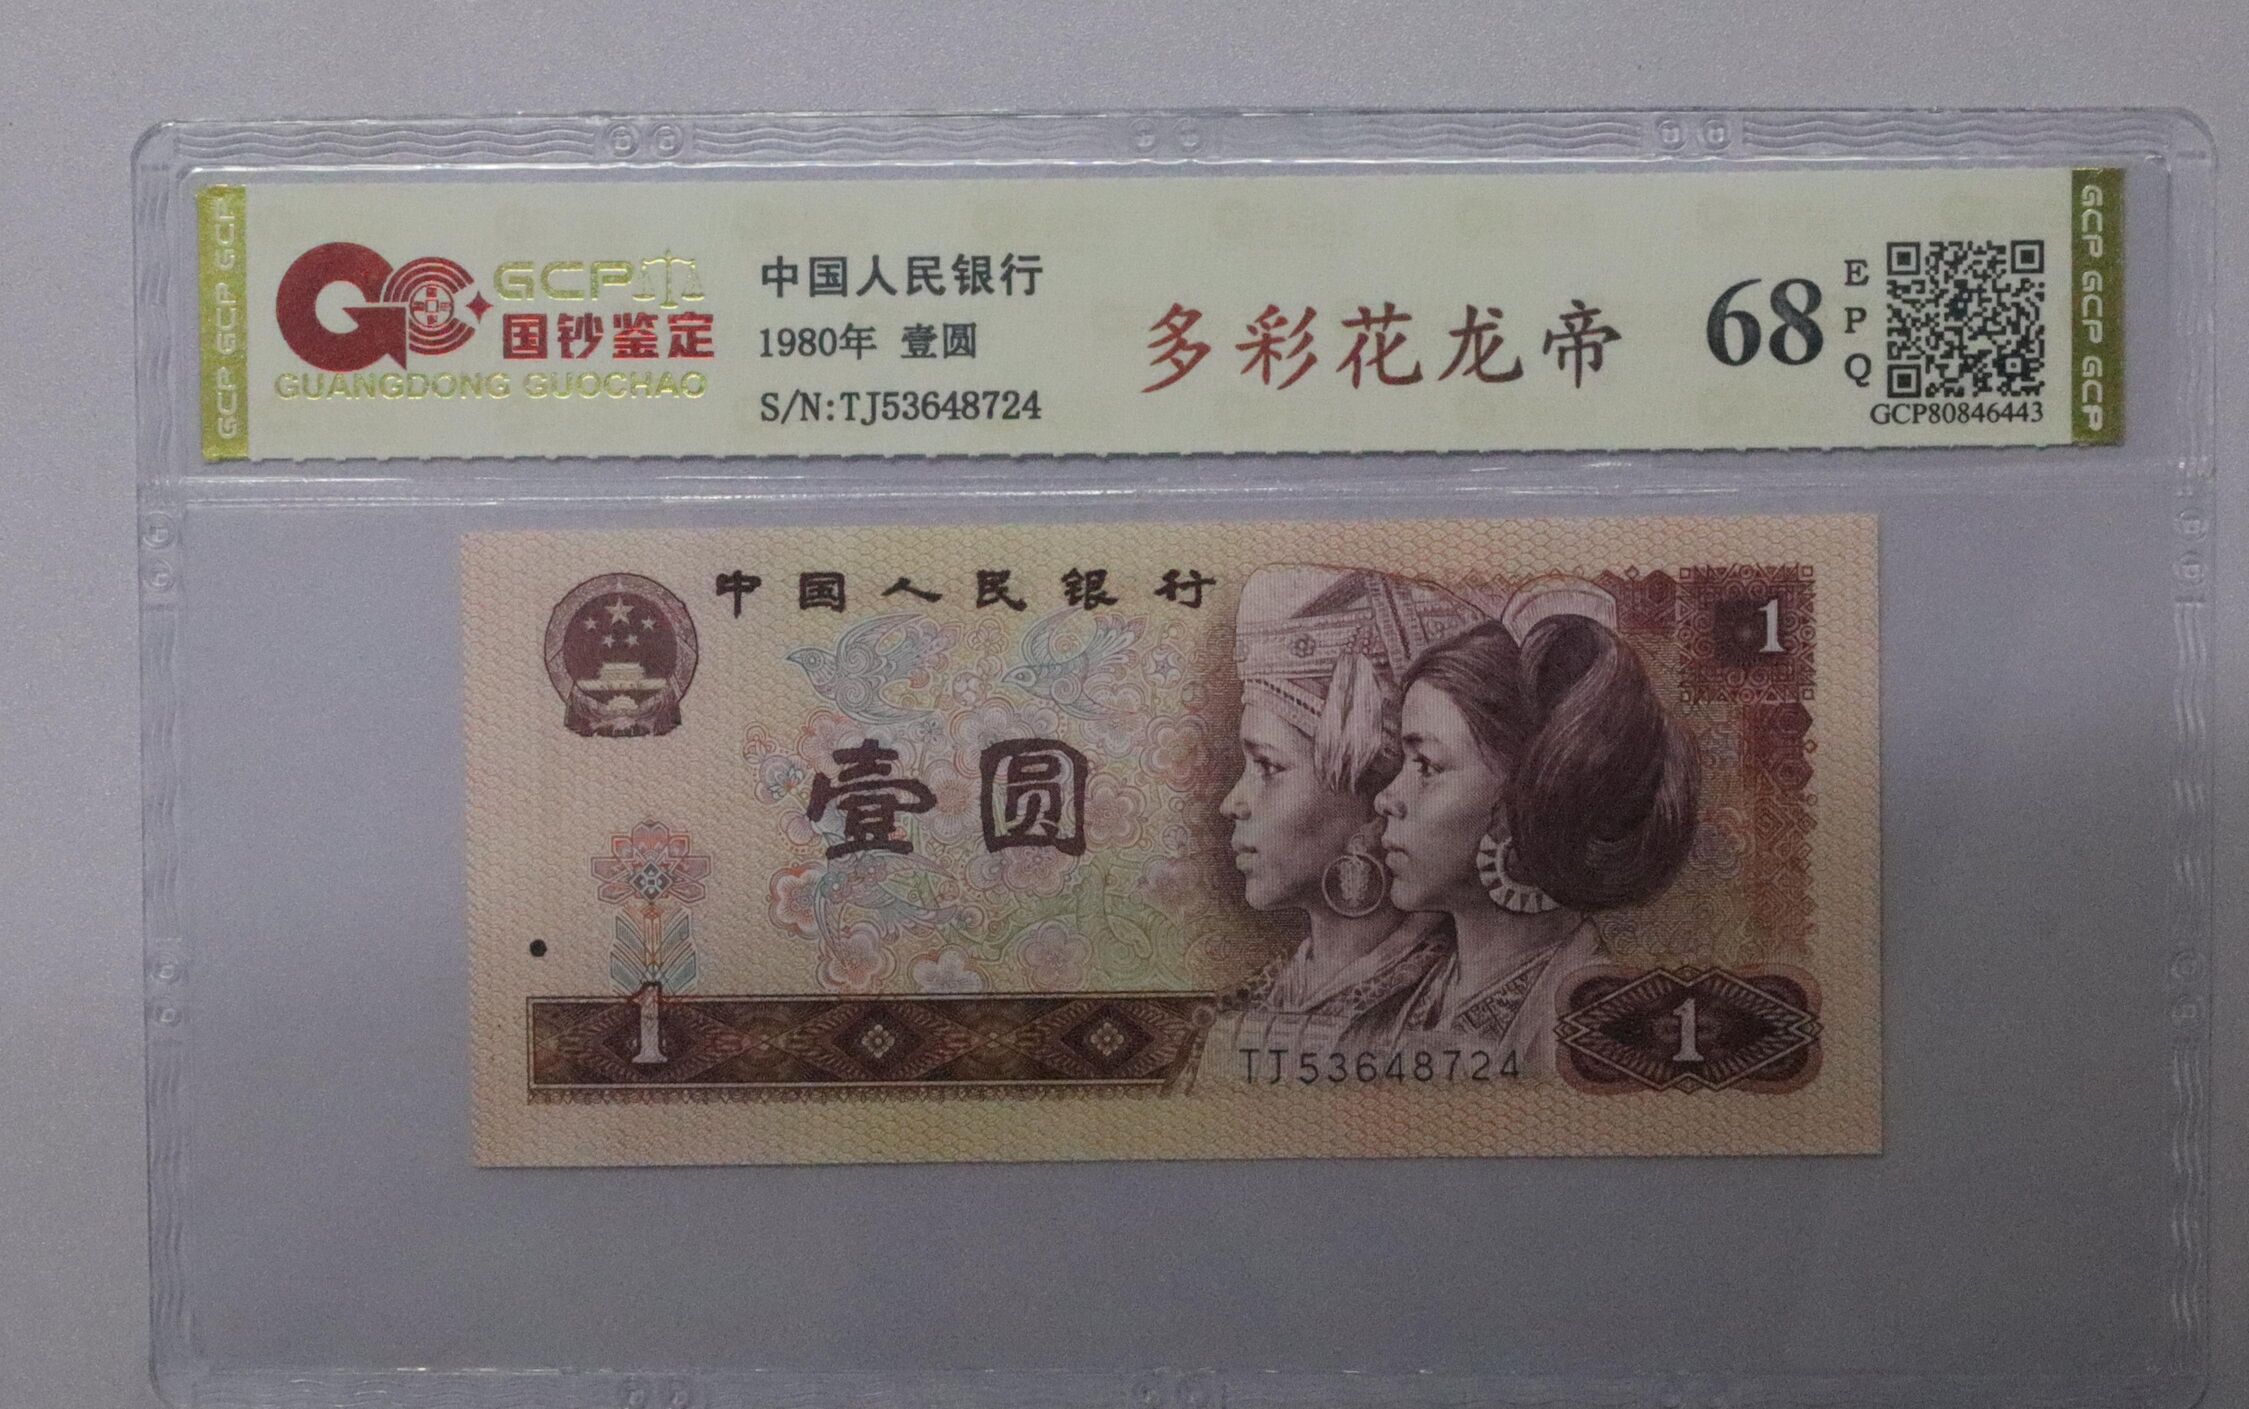 GCP
国钞鉴定
GUANGDONG GUOCHAO
中国人民银行
1980年 壹圆
S/N:TJ53648724
多彩花龙帝
68
EPQ
GCP80846443
GCP GCP GCP
GCP GCP GCP
中国人民银行
1
壹圆
1
1
TJ53648724